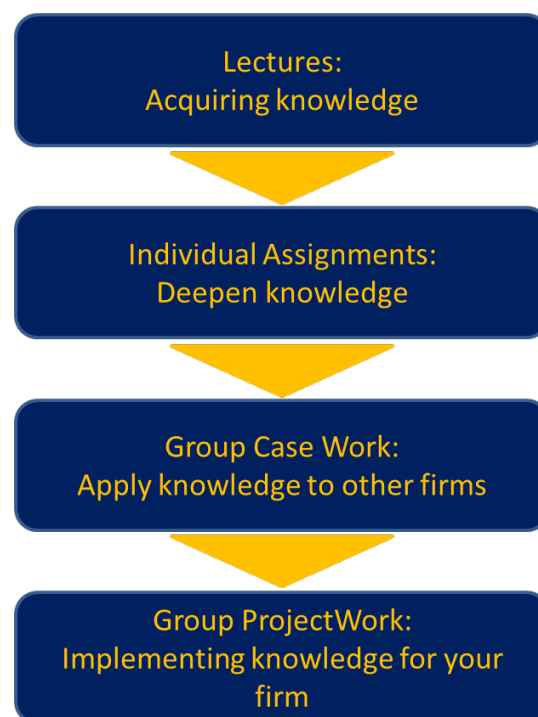 Lectures:
Acquiring knowledge
Individual Assignments:
Deepen knowledge
Group Case Work:
Apply knowledge to other firms
Group ProjectWork:
Implementing knowledge for your
firm